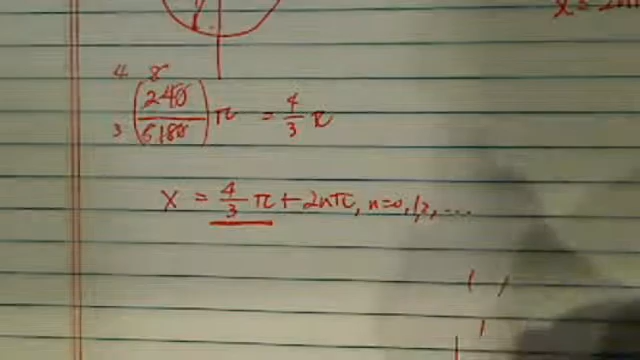 4 8
3 (240/180)π = 4/3 π
x = 4/3 π + 2nπ, n=0,1,2,...